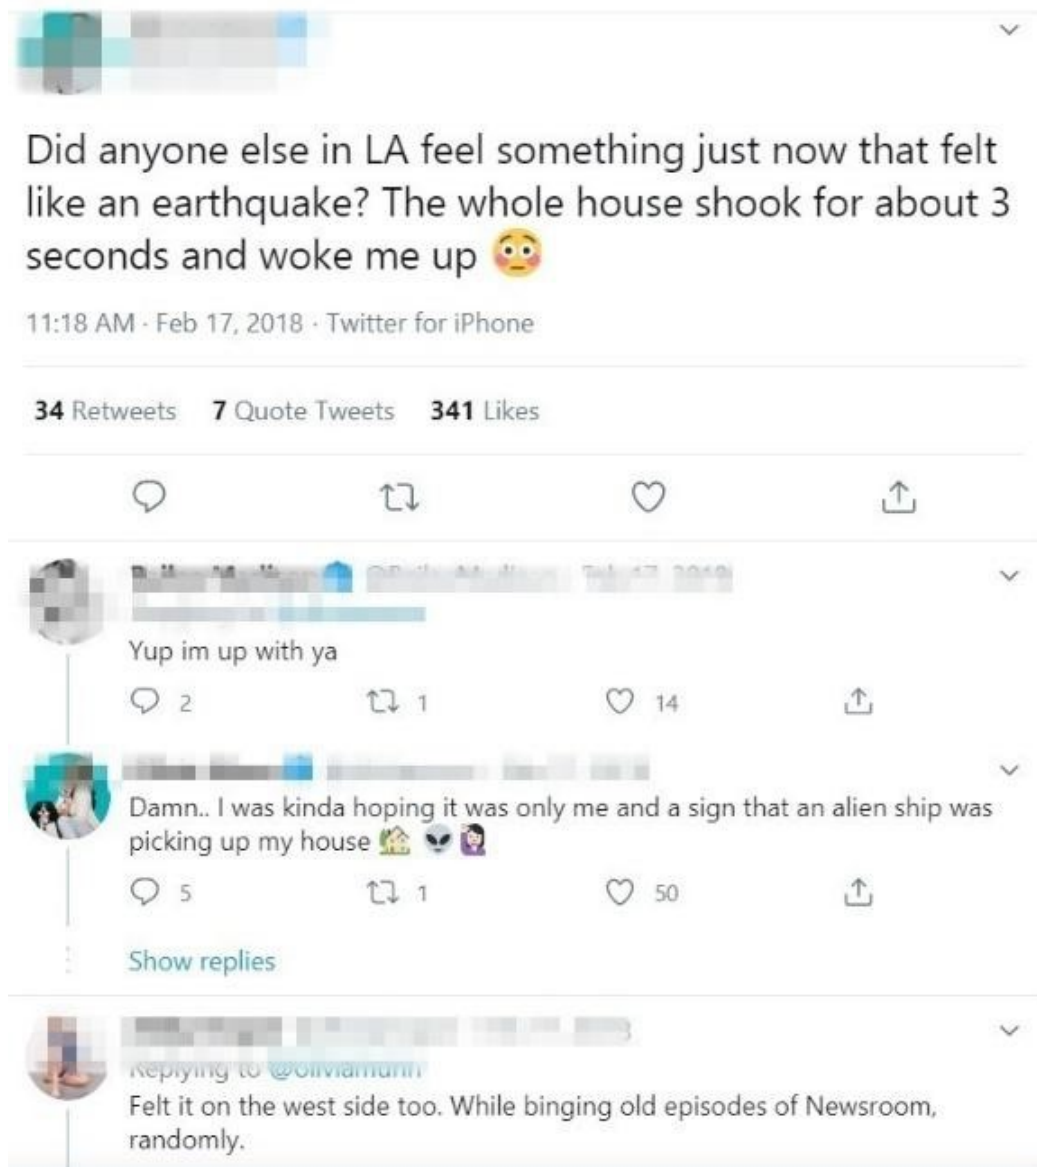 Did anyone else in LA feel something just now that felt
like an earthquake? The whole house shook for about 3
seconds and woke me up 😳
11:18 AM · Feb 17, 2018 · Twitter for iPhone
34 Retweets 7 Quote Tweets 341 Likes
Yup im up with ya
2 1 14
Damn.. I was kinda hoping it was only me and a sign that an alien ship was
picking up my house 🏡 👽 🙋🏻‍♀️
5 1 50
Show replies
Replying to
Felt it on the west side too. While binging old episodes of Newsroom,
randomly.